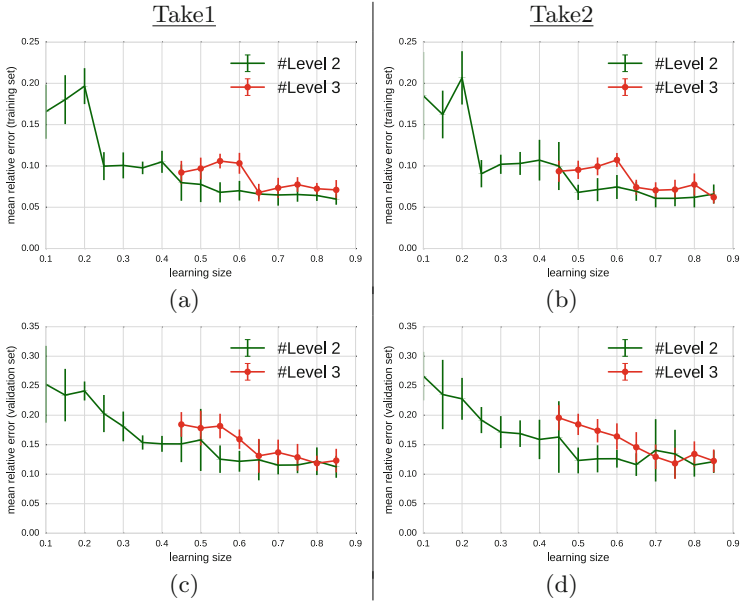 Take1
Take2
mean relative error (training set)
0.25
0.20
0.15
0.10
0.05
0.00
#Level 2
#Level 3
0.1 0.2 0.3 0.4 0.5 0.6 0.7 0.8 0.9
learning size
(a)
mean relative error (training set)
0.25
0.20
0.15
0.10
0.05
0.00
#Level 2
#Level 3
0.1 0.2 0.3 0.4 0.5 0.6 0.7 0.8 0.9
learning size
(b)
mean relative error (validation set)
0.35
0.30
0.25
0.20
0.15
0.10
0.05
0.00
#Level 2
#Level 3
0.1 0.2 0.3 0.4 0.5 0.6 0.7 0.8 0.9
learning size
(c)
mean relative error (validation set)
0.35
0.30
0.25
0.20
0.15
0.10
0.05
0.00
#Level 2
#Level 3
0.1 0.2 0.3 0.4 0.5 0.6 0.7 0.8 0.9
learning size
(d)